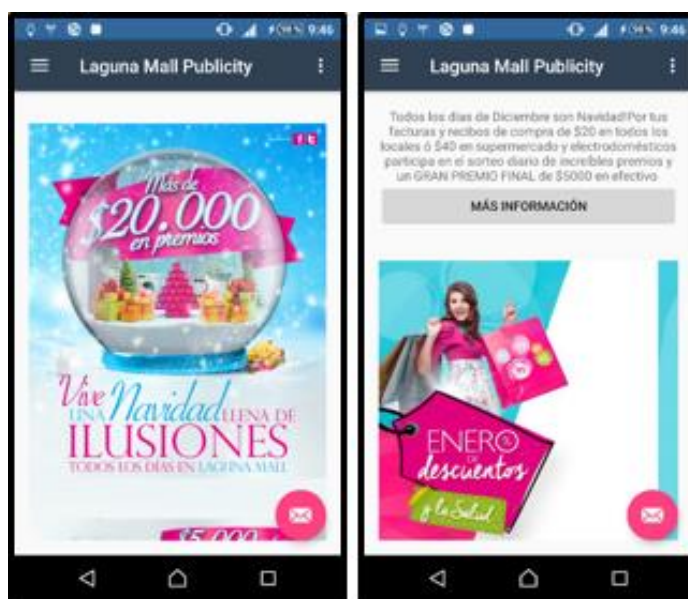 9:46
Laguna Mall Publicity
Más de
$20.000
en premios
Vive
UNA Navidad LLENA DE
ILUSIONES
TODOS LOS DÍAS EN LAGUNA MALL
$5.000
9:46
Laguna Mall Publicity
Todos los días de Diciembre son Navidad!Por tus
facturas y recibos de compra de $20 en todos los
locales ó $40 en supermercado y electrodomésticos
participa en el sorteo diario de increíbles premios y
un GRAN PREMIO FINAL de $5000 en efectivo
MÁS INFORMACIÓN
ENERO
DE
descuentos
y la Salud